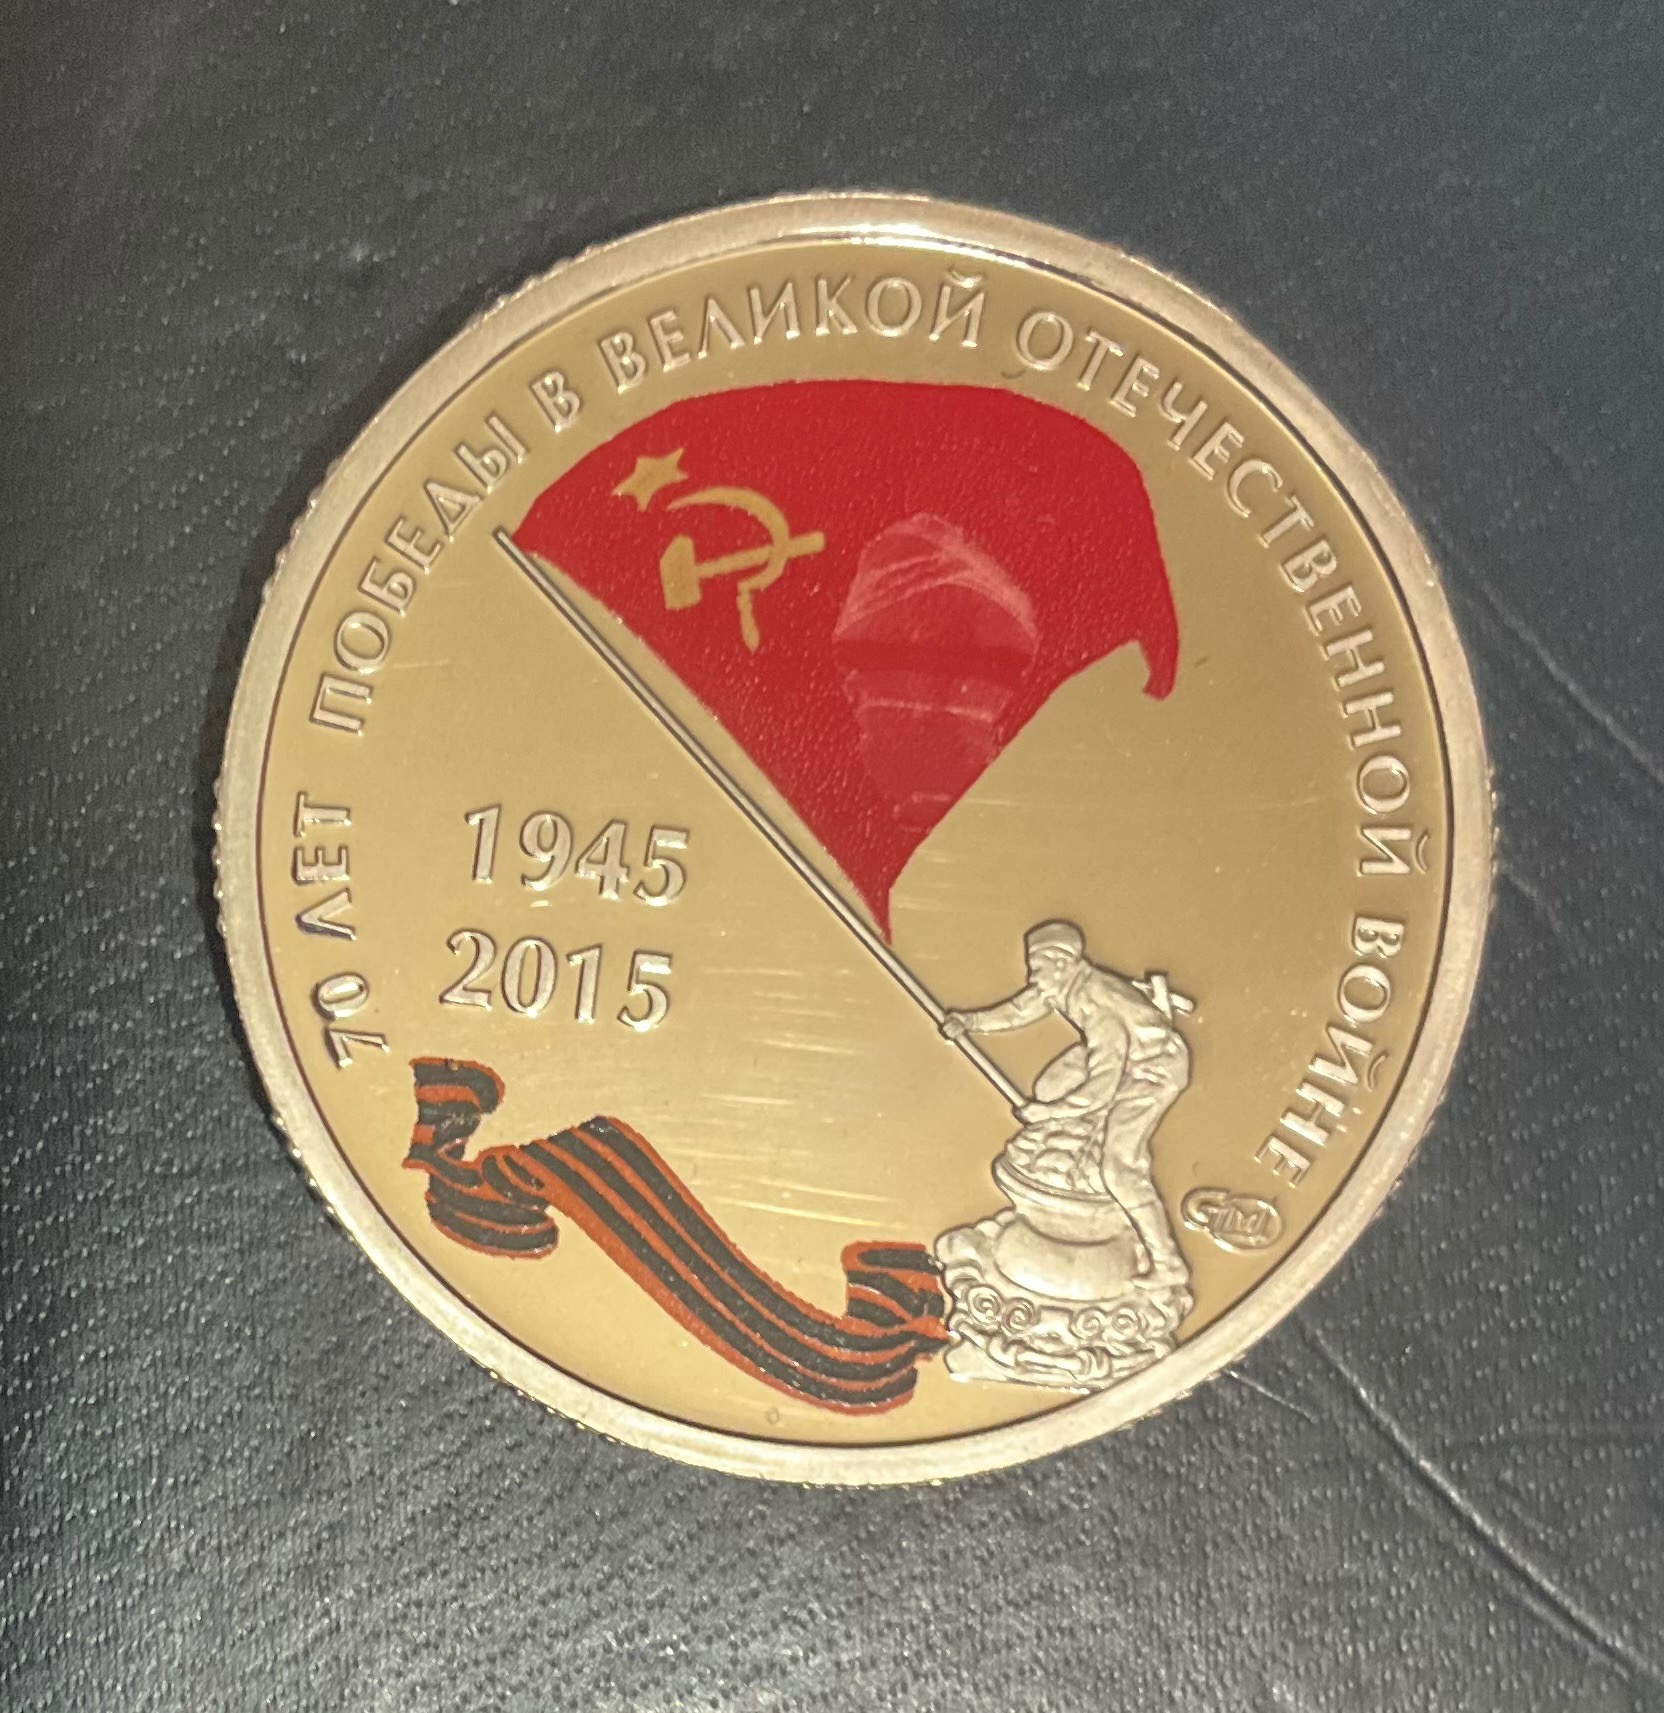 70 ЛЕТ ПОБЕДЫ В ВЕЛИКОЙ ОТЕЧЕСТВЕННОЙ ВОЙНЕ
1945
2015